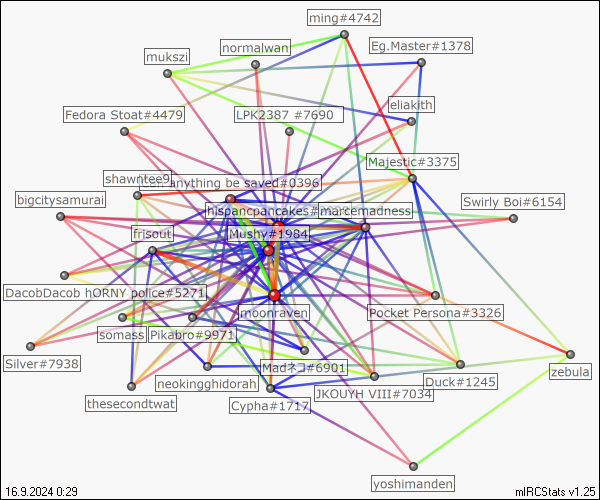 ming#4742
normalwan
Eg.Master#1378
mukszi
eliakith
Fedora Stoat#4479
LPK2387 #7690
Majestic#3375
shawntee9
anything be saved#0396
bigcitysamurai
Swirly Boi#6154
hispancpancakes#
marcemadness
frisout
Mushy#1984
DacobDacob hORNY police#5271
moonraven
Pocket Persona#3326
somass
Pikabro#9971
Silver#7938
Madネコ#6901
neokingghidorah
Duck#1245
zebula
JKOUYH VIII#7034
thesecondtwat
Cypha#1717
yoshimanden
16.9.2024 0:29
mIRCStats v1.25